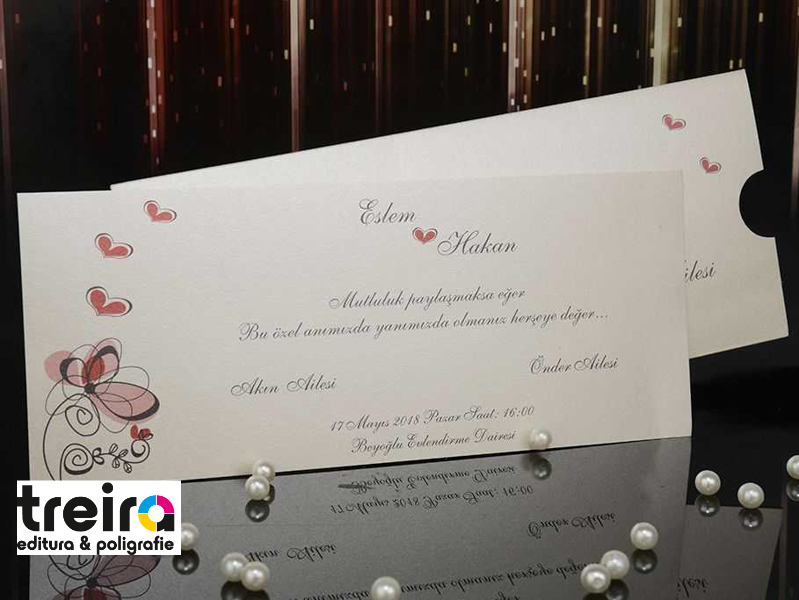 Eslem
Hakan
Mutluluk paylaşmaksa eğer
Bu özel anımızda yanımızda olmanız herşeye değer...
Önder Ailesi
Akın Ailesi
17 Mayıs 2018 Pazar Saat: 16:00
Beyoğlu Evlendirme Dairesi
Ailesi
treira
editura & poligrafie